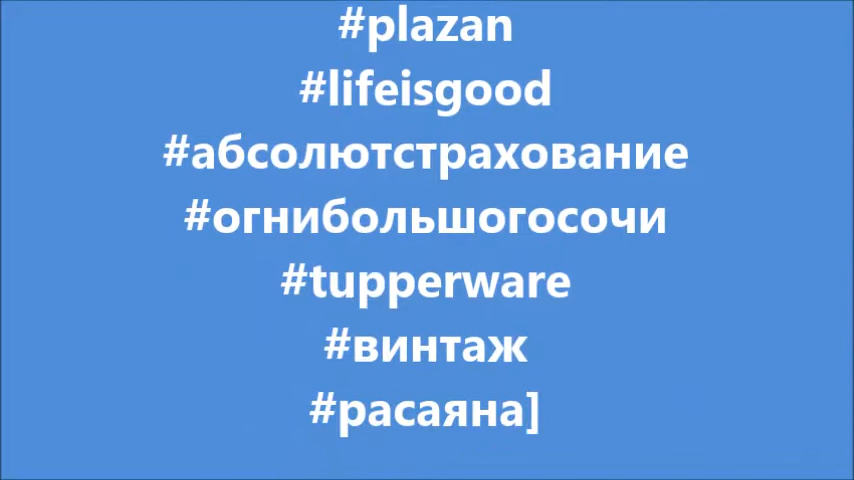 #plazan
#lifeisgood
#абсолютстрахование
#огнибольшогосочи
#tupperware
#винтаж
#расаяна]